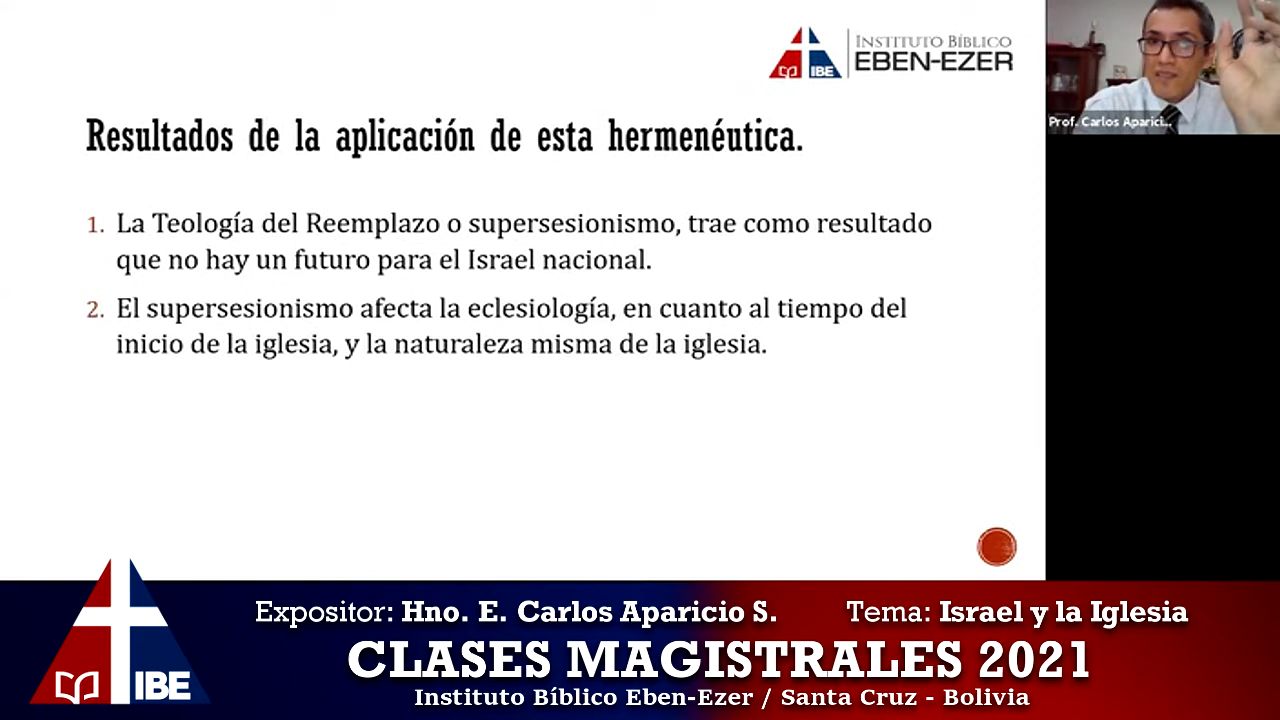 INSTITUTO BÍBLICO
EBEN-EZER
IBE
Prof. Carlos Aparici...
Resultados de la aplicación de esta hermenéutica.
1. La Teología del Reemplazo o supersesionismo, trae como resultado
que no hay un futuro para el Israel nacional.
2. El supersesionismo afecta la eclesiología, en cuanto al tiempo del
inicio de la iglesia, y la naturaleza misma de la iglesia.
Expositor: Hno. E. Carlos Aparicio S. Tema: Israel y la Iglesia
CLASES MAGISTRALES 2021
Instituto Bíblico Eben-Ezer / Santa Cruz - Bolivia
IBE